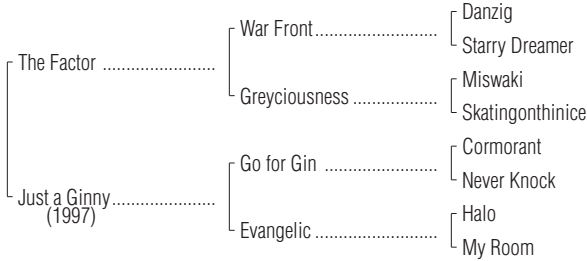 Danzig
War Front
Starry Dreamer
The Factor
Miswaki
Greyciousness
Skatingonthinice
Cormorant
Go for Gin
Never Knock
Just a Ginny
(1997)
Halo
Evangelic
My Room